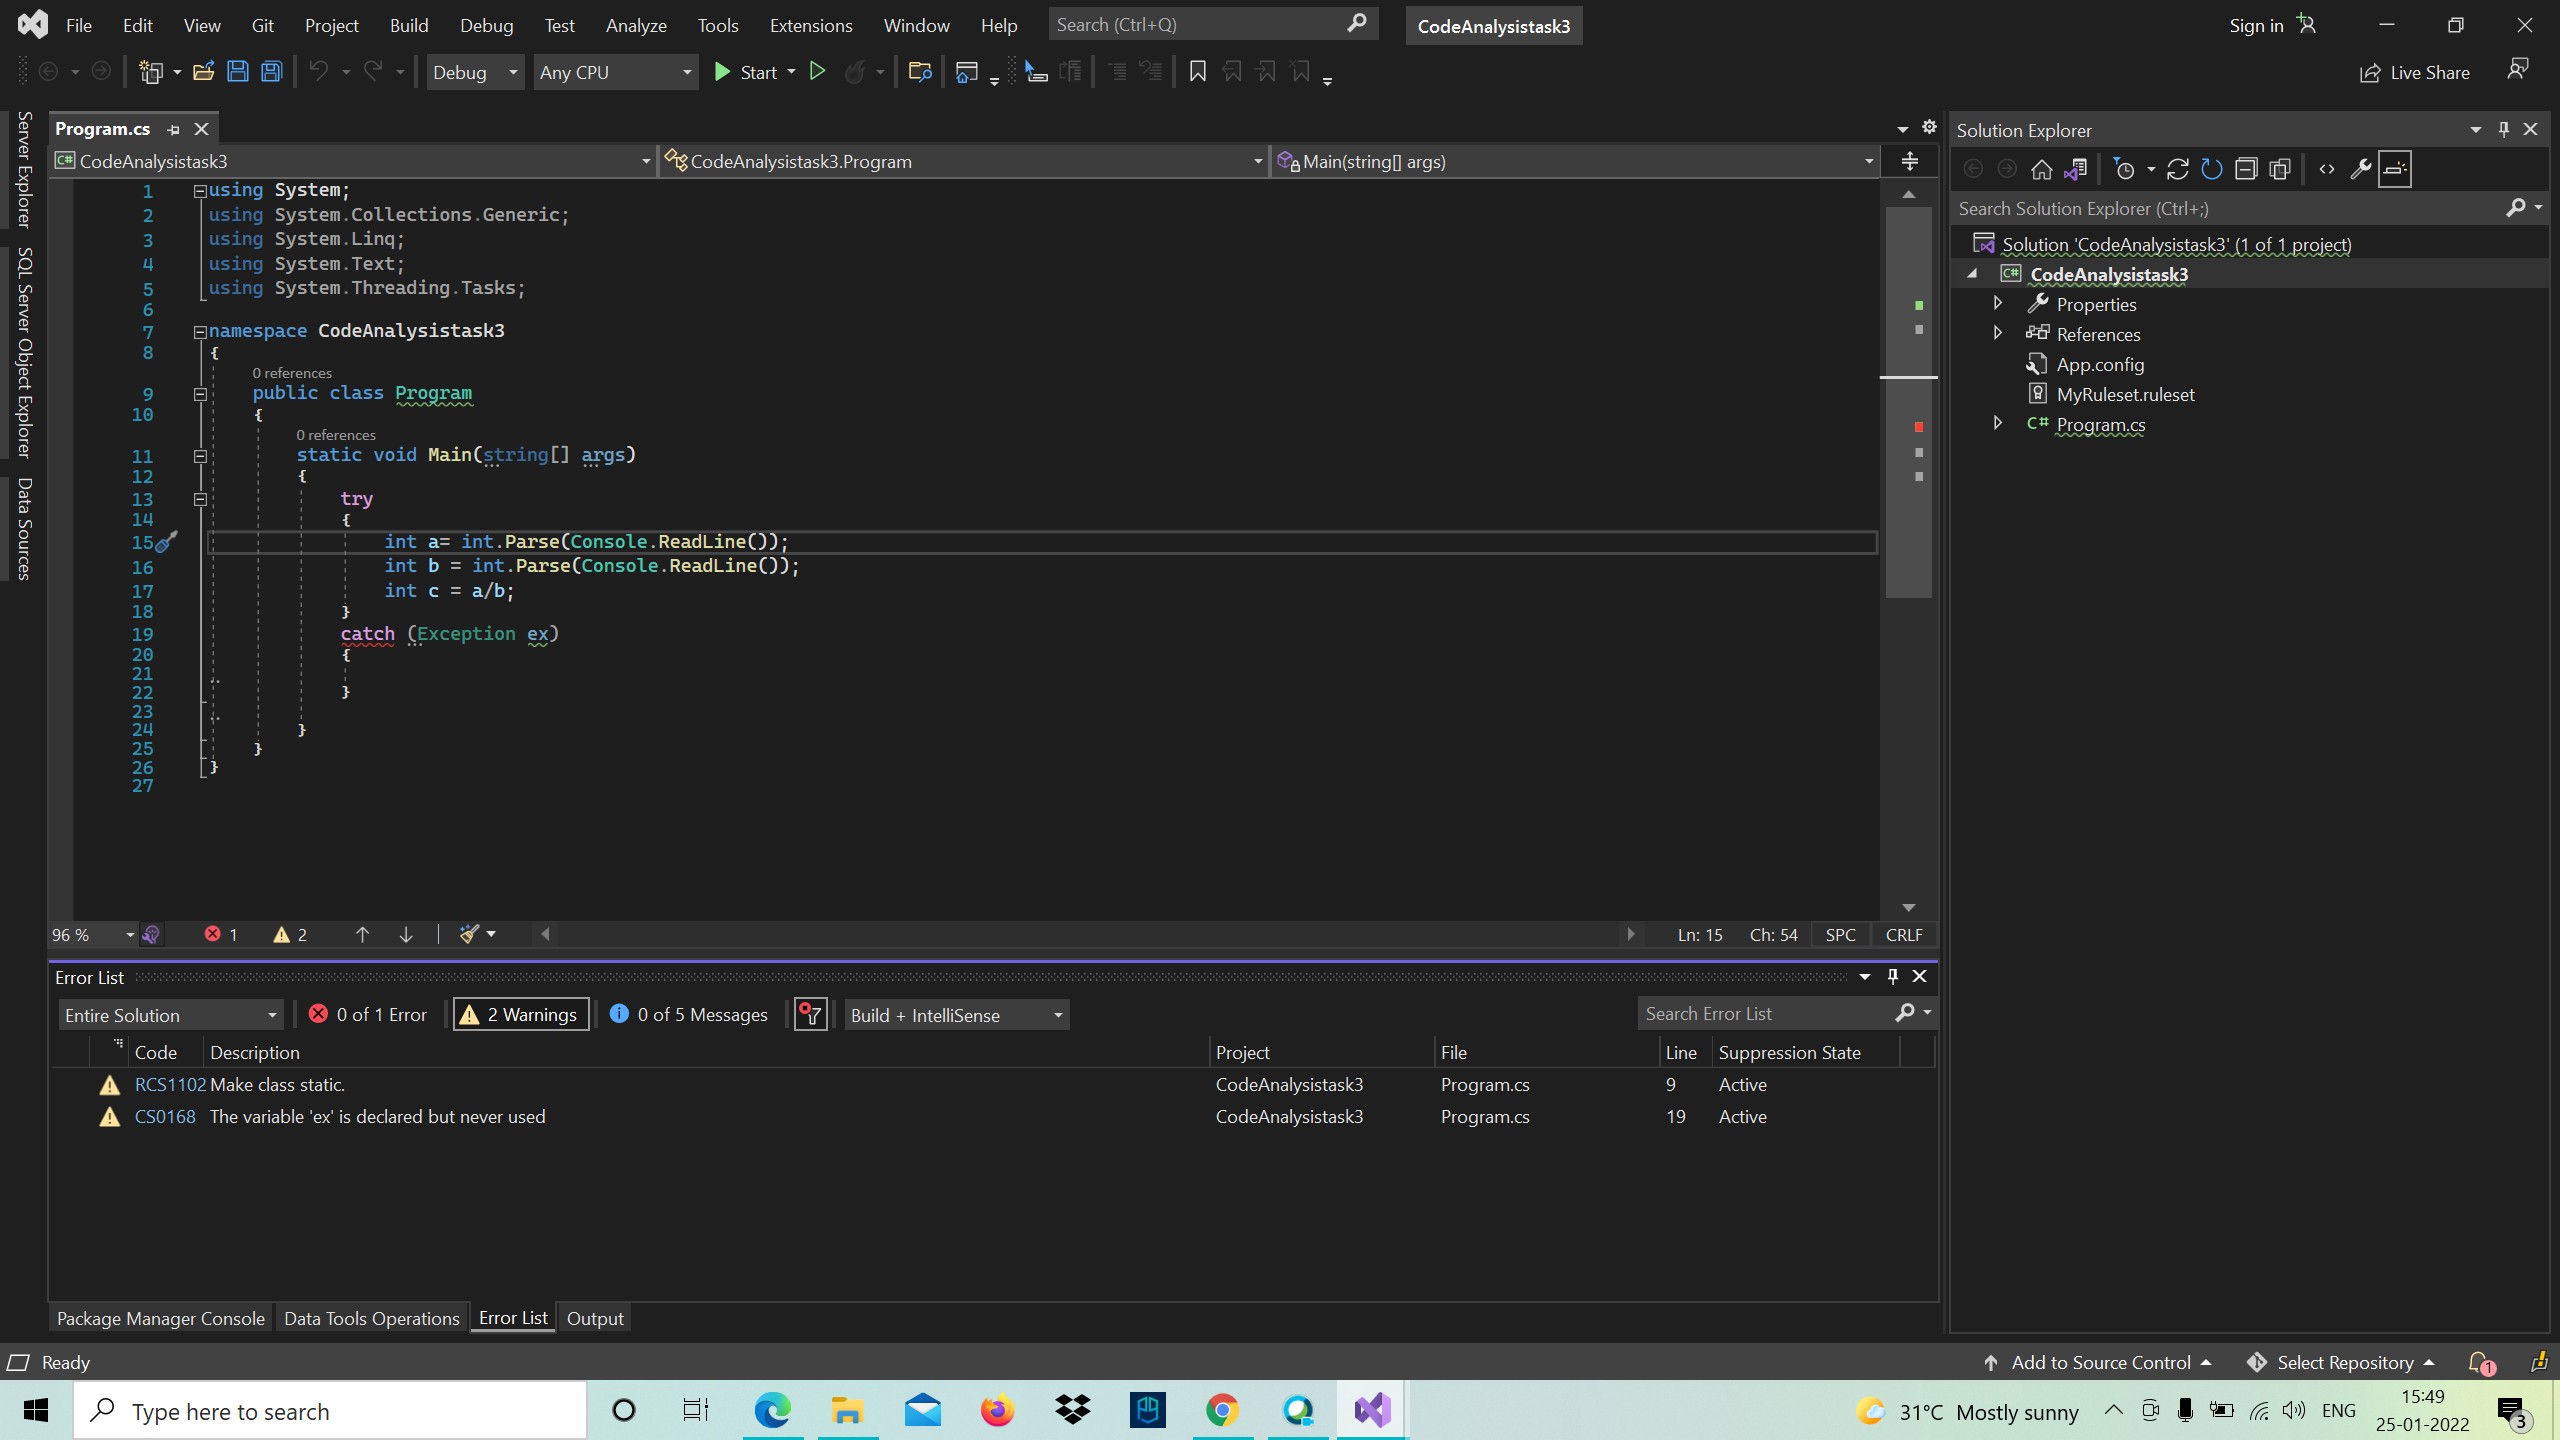 File Edit View Git Project Build Debug Test Analyze Tools Extensions Window Help Search (Ctrl+Q) CodeAnalysistask3 Sign in
Debug Any CPU Start Live Share
Server Explorer
SQL Server Object Explorer
Data Sources
Program.cs
CodeAnalysistask3 CodeAnalysistask3.Program Main(string[] args)
1 using System;
2 using System.Collections.Generic;
3 using System.Linq;
4 using System.Text;
5 using System.Threading.Tasks;
6
7 namespace CodeAnalysistask3
8 {
0 references
9 public class Program
10 {
0 references
11 static void Main(string[] args)
12 {
13 try
14 {
15 int a= int.Parse(Console.ReadLine());
16 int b = int.Parse(Console.ReadLine());
17 int c = a/b;
18 }
19 catch (Exception ex)
20 {
21
22 }
23
24 }
25 }
26 }
27
96 % 1 2 Ln: 15 Ch: 54 SPC CRLF
Error List
Entire Solution 0 of 1 Error 2 Warnings 0 of 5 Messages Build + IntelliSense Search Error List
Code Description Project File Line Suppression State
RCS1102 Make class static. CodeAnalysistask3 Program.cs 9 Active
CS0168 The variable 'ex' is declared but never used CodeAnalysistask3 Program.cs 19 Active
Package Manager Console Data Tools Operations Error List Output
Solution Explorer
Search Solution Explorer (Ctrl+;)
Solution 'CodeAnalysistask3' (1 of 1 project)
C# CodeAnalysistask3
Properties
References
App.config
MyRuleset.ruleset
C# Program.cs
Ready Add to Source Control Select Repository 1
Type here to search 31°C Mostly sunny ENG 15:49
25-01-2022 3